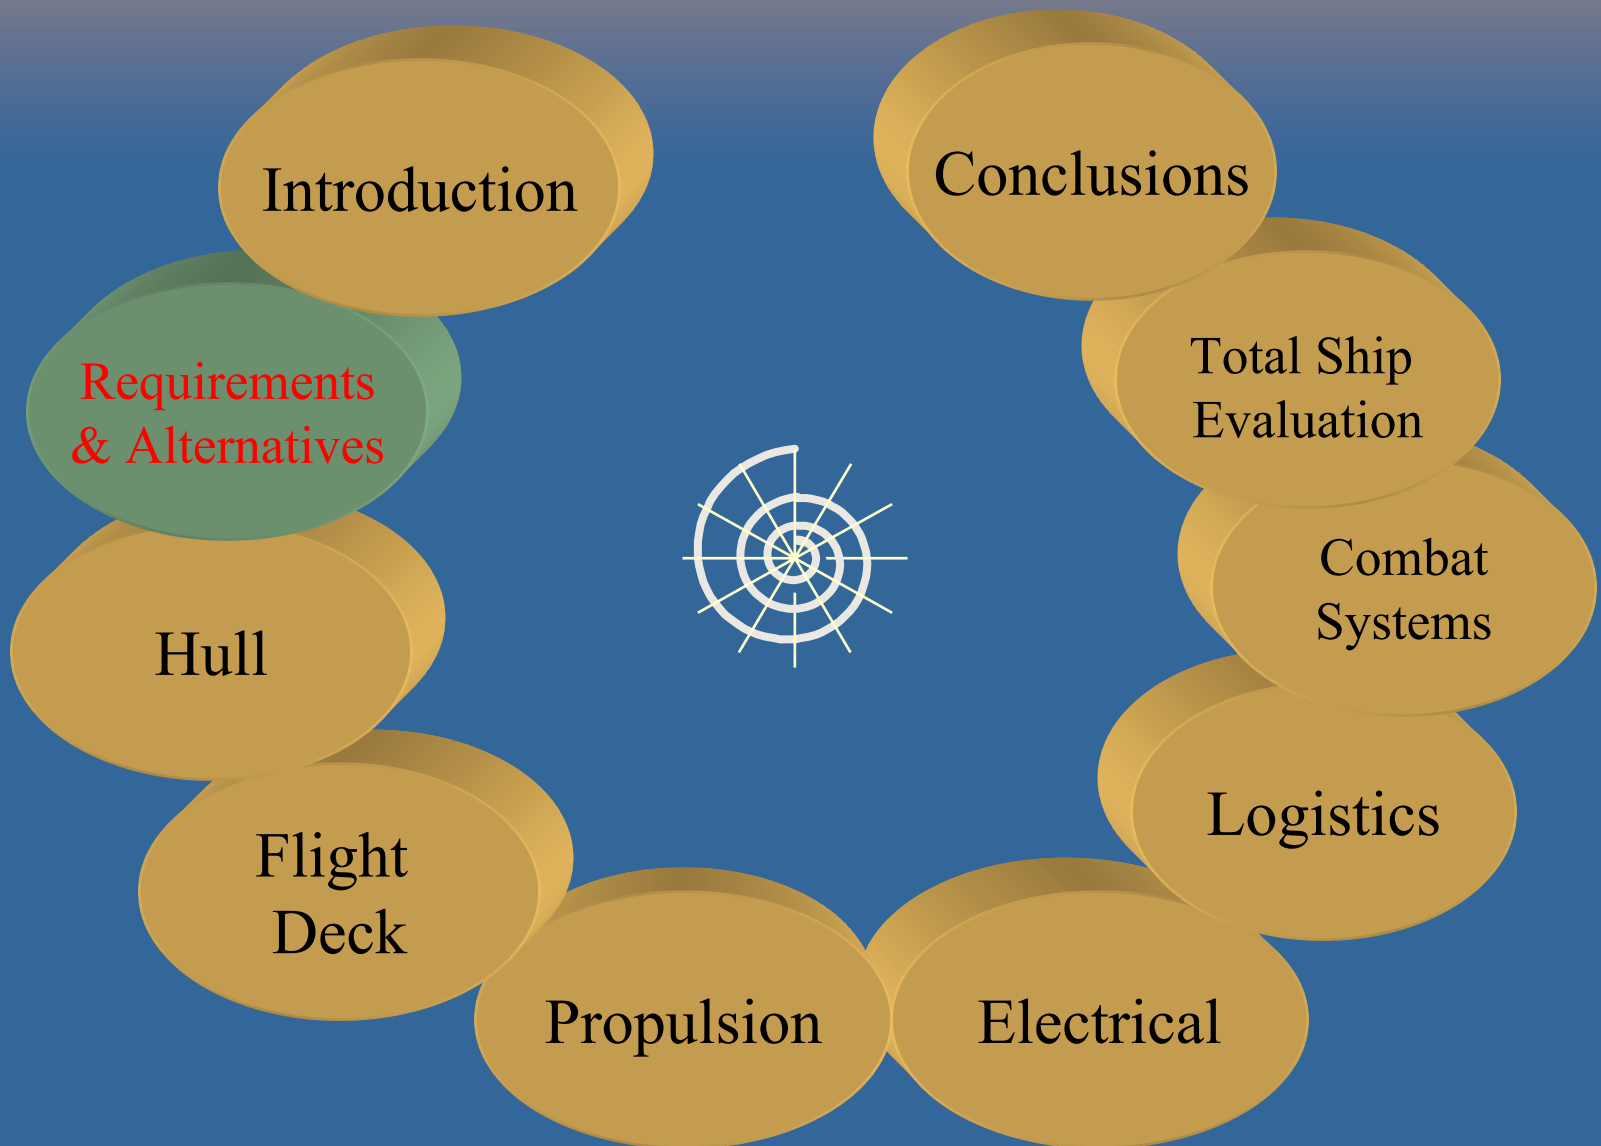 Introduction
Requirements
& Alternatives
Hull
Flight
Deck
Propulsion
Electrical
Logistics
Combat
Systems
Total Ship
Evaluation
Conclusions